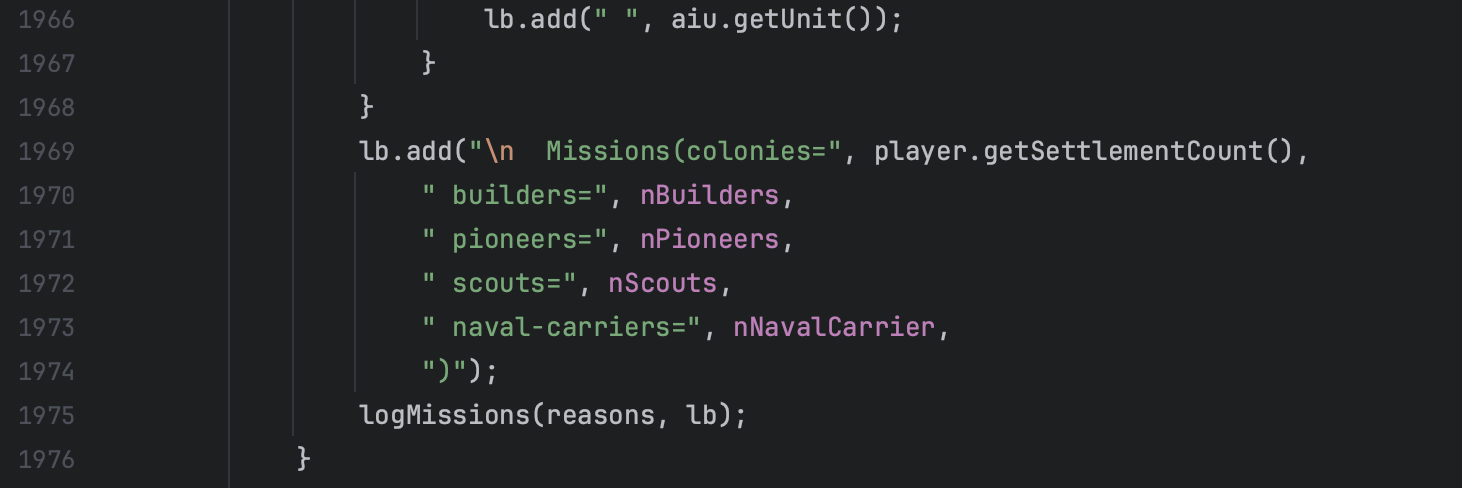 1966 lb.add(" ", aiu.getUnit());
1967 }
1968 }
1969 lb.add("\n  Missions(colonies=", player.getSettlementCount(),
1970 " builders=", nBuilders,
1971 " pioneers=", nPioneers,
1972 " scouts=", nScouts,
1973 " naval-carriers=", nNavalCarrier,
1974 ")");
1975 logMissions(reasons, lb);
1976 }